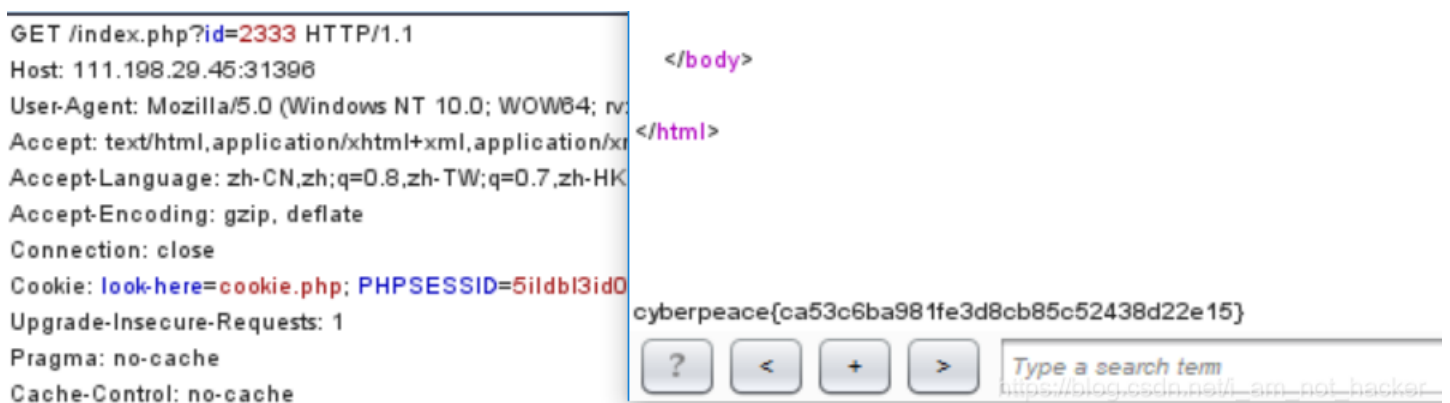 GET /index.php?id=2333 HTTP/1.1
Host: 111.198.29.45:31396
User-Agent: Mozilla/5.0 (Windows NT 10.0; WOW64; rv:
Accept: text/html,application/xhtml+xml,application/xr
Accept-Language: zh-CN,zh;q=0.8,zh-TW;q=0.7,zh-HK
Accept-Encoding: gzip, deflate
Connection: close
Cookie: look-here=cookie.php; PHPSESSID=5ildbl3id0
Upgrade-Insecure-Requests: 1
Pragma: no-cache
Cache-Control: no-cache
</body>
</html>
cyberpeace{ca53c6ba981fe3d8cb85c52438d22e15}
? < + > Type a search term
https://blog.csdn.net/i_am_not_hacker